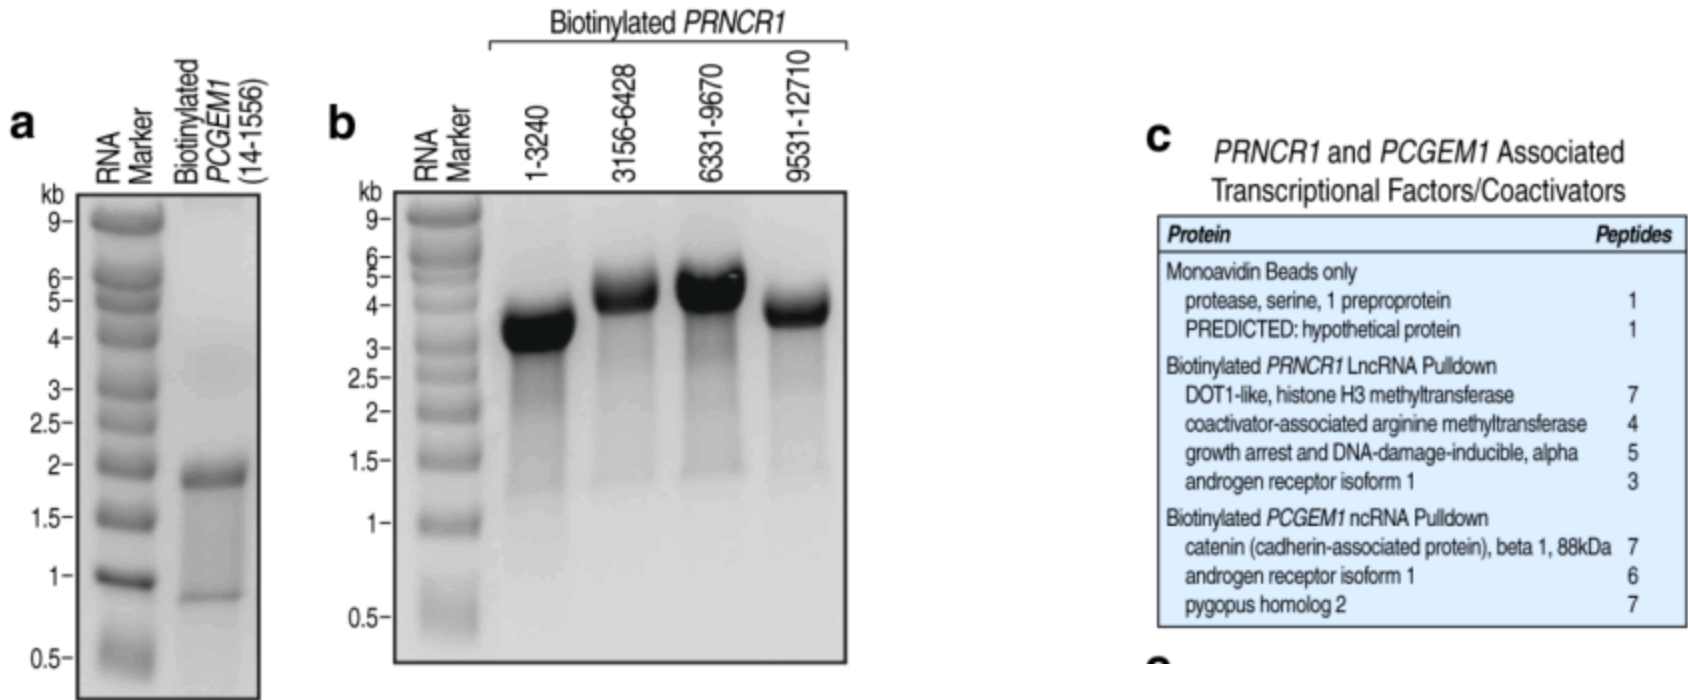 a
RNA
Marker
Biotinylated
PCGEM1
(14-1556)
kb
9
6
5
4
3
2.5
2
1.5
1
0.5
b
Biotinylated PRNCR1
RNA
Marker
1-3240
3156-6428
6331-9670
9531-12710
kb
9
6
5
4
3
2.5
2
1.5
1
0.5
c
PRNCR1 and PCGEM1 Associated
Transcriptional Factors/Coactivators
Protein Peptides
Monoavidin Beads only
protease, serine, 1 preproprotein 1
PREDICTED: hypothetical protein 1
Biotinylated PRNCR1 LncRNA Pulldown
DOT1-like, histone H3 methyltransferase 7
coactivator-associated arginine methyltransferase 4
growth arrest and DNA-damage-inducible, alpha 5
androgen receptor isoform 1 3
Biotinylated PCGEM1 ncRNA Pulldown
catenin (cadherin-associated protein), beta 1, 88kDa 7
androgen receptor isoform 1 6
pygopus homolog 2 7